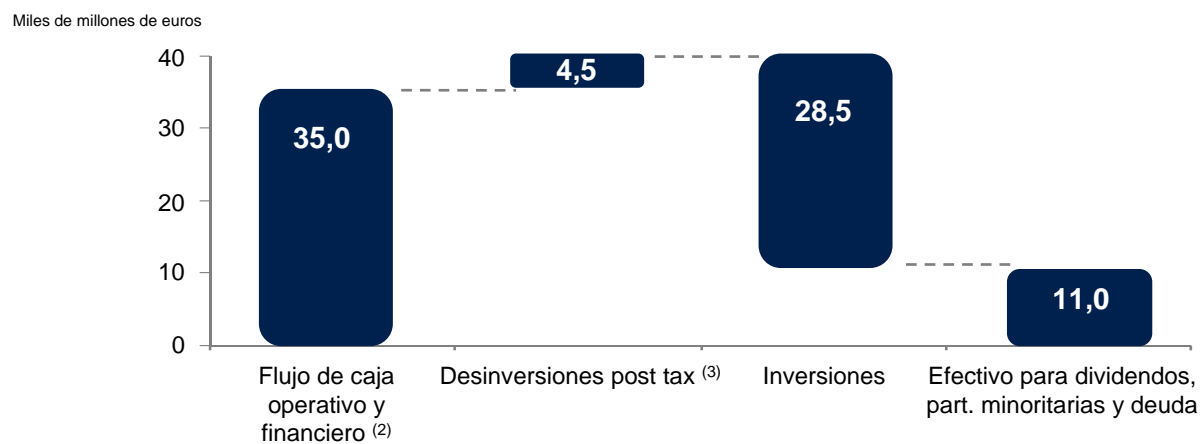 Miles de millones de euros
40
30
20
10
0
35,0
4,5
28,5
11,0
Flujo de caja
operativo y
financiero (2)
Desinversiones post tax (3)
Inversiones
Efectivo para dividendos,
part. minoritarias y deuda